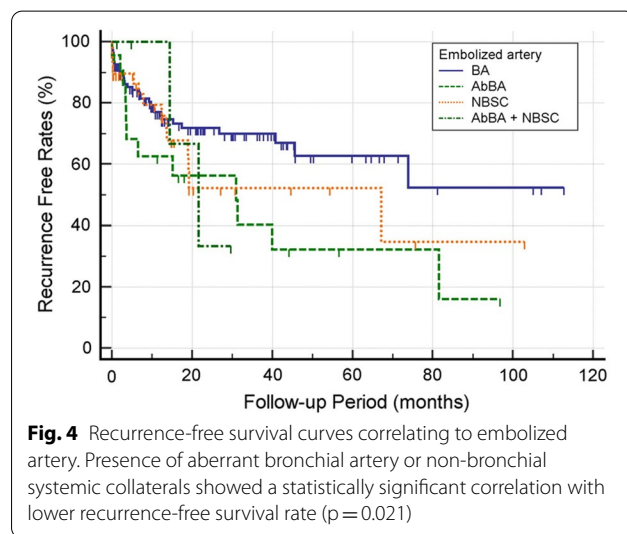 Recurrence Free Rates (%)
100
80
60
40
20
0
Embolized artery
BA
AbBA
NBSC
AbBA + NBSC
0 20 40 60 80 100 120
Follow-up Period (months)
Fig. 4 Recurrence-free survival curves correlating to embolized
artery. Presence of aberrant bronchial artery or non-bronchial
systemic collaterals showed a statistically significant correlation with
lower recurrence-free survival rate (p = 0.021)